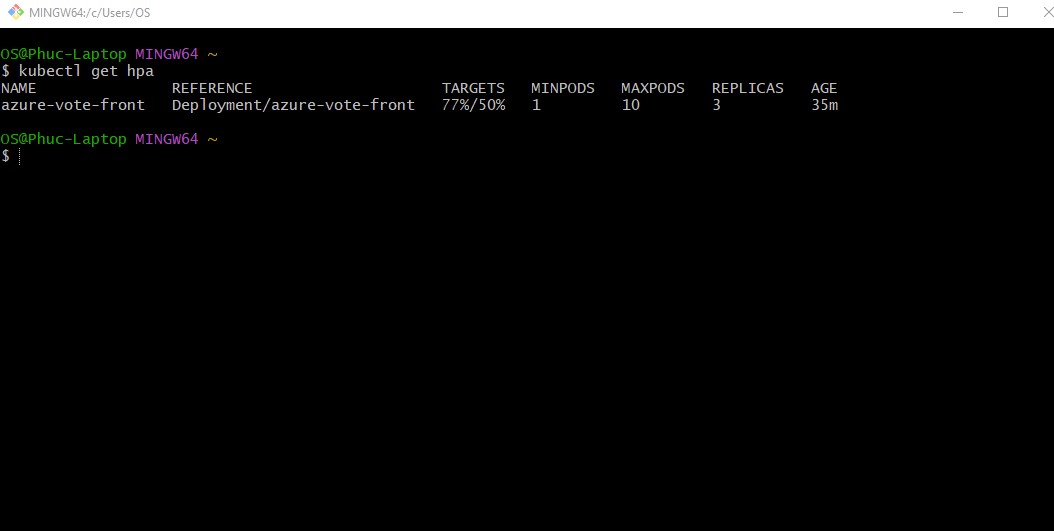 MINGW64:/c/Users/OS
OS@Phuc-Laptop MINGW64 ~
$ kubectl get hpa
NAME REFERENCE TARGETS MINPODS MAXPODS REPLICAS AGE
azure-vote-front Deployment/azure-vote-front 77%/50% 1 10 3 35m
OS@Phuc-Laptop MINGW64 ~
$